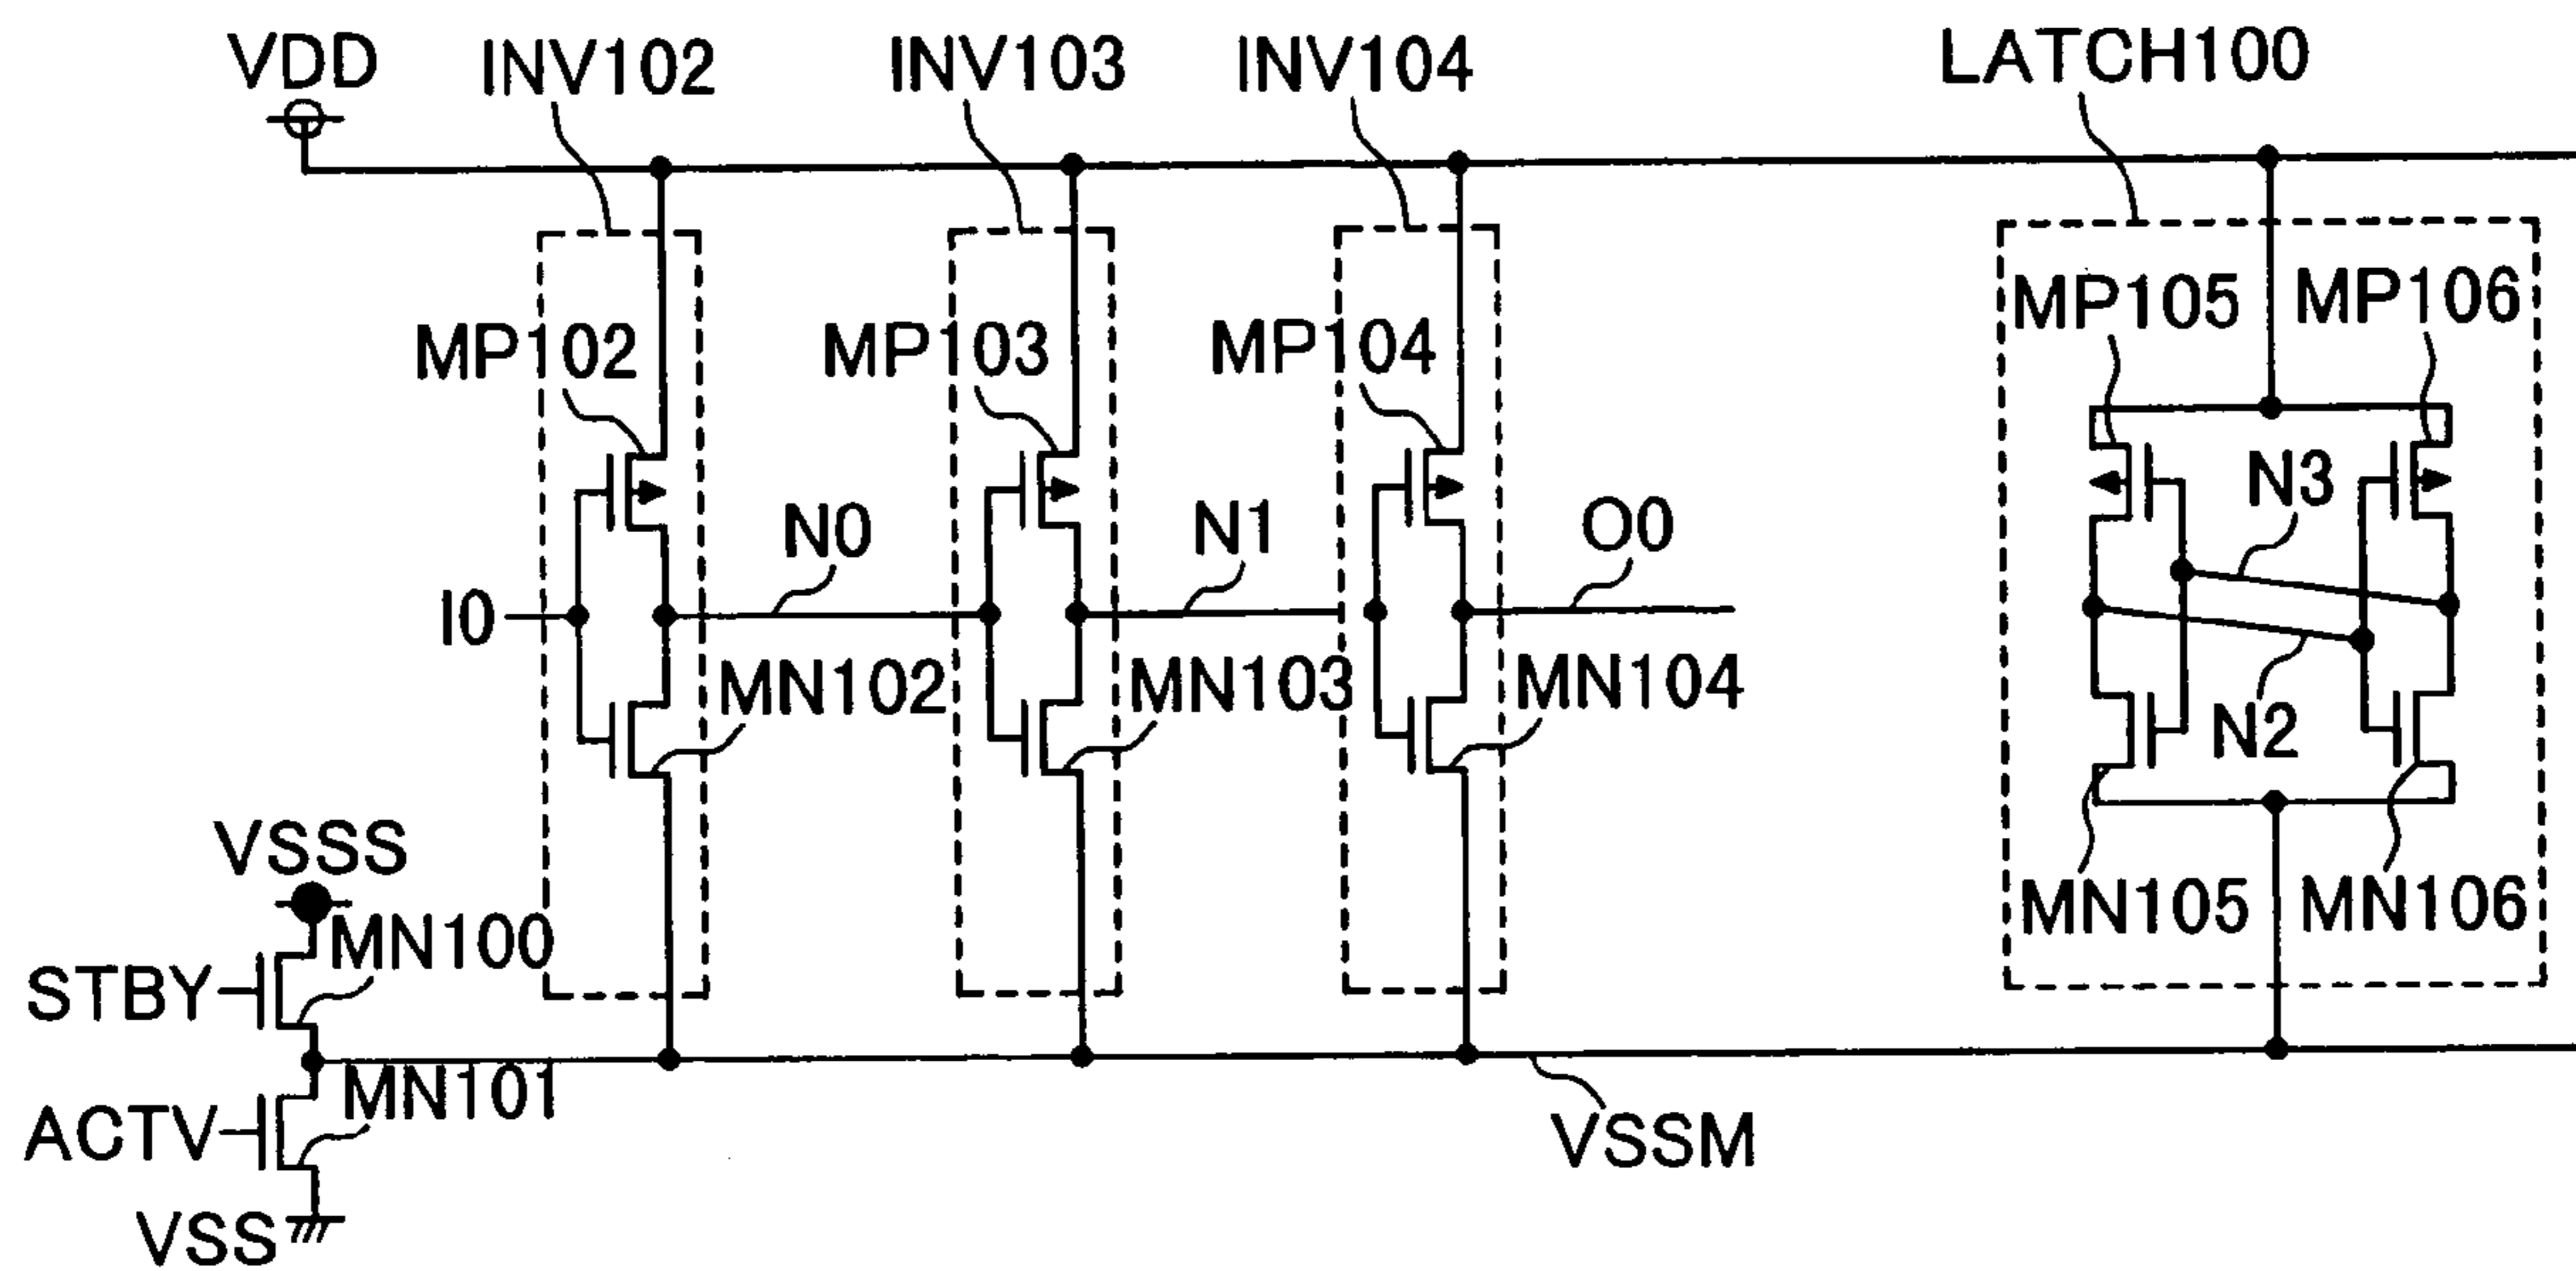 VDD
INV102
INV103
INV104
LATCH100
MP102
MP103
MP104
MP105
MP106
N0
N1
O0
N3
I0
MN102
MN103
MN104
N2
VSSS
MN100
STBY
MN105
MN106
MN101
ACTV
VSSM
VSS